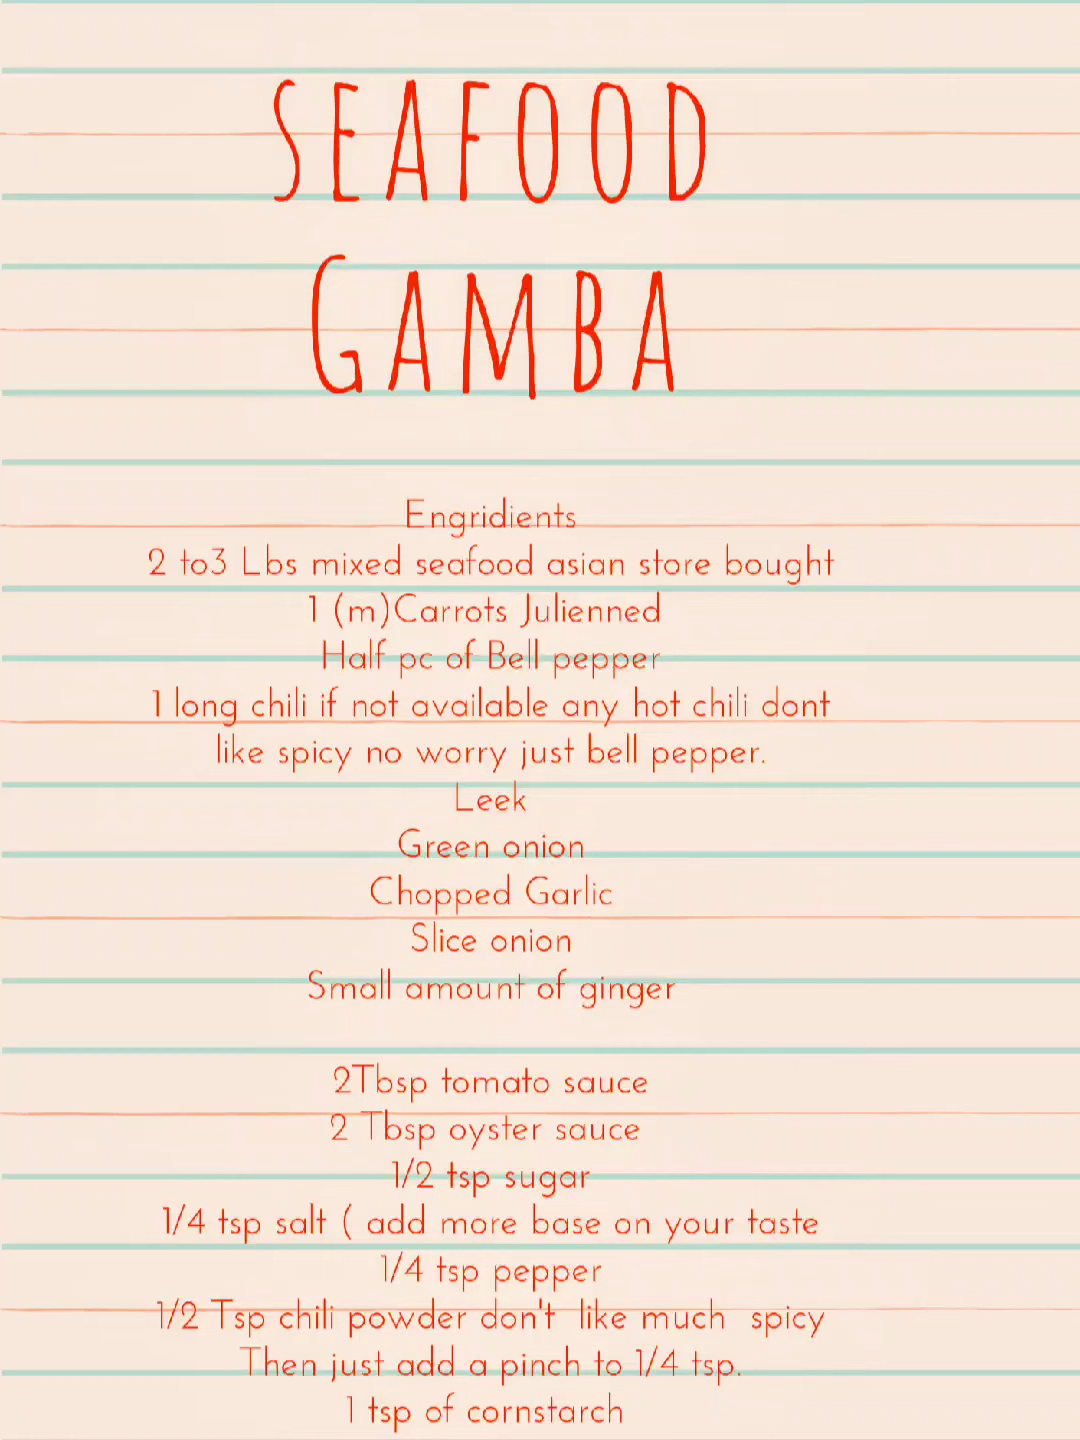 SEAFOOD
GAMBA
Engridients
2 to3 Lbs mixed seafood asian store bought
1 (m)Carrots Julienned
Half pc of Bell pepper
1 long chili if not available any hot chili dont
like spicy no worry just bell pepper.
Leek
Green onion
Chopped Garlic
Slice onion
Small amount of ginger
2Tbsp tomato sauce
2 Tbsp oyster sauce
1/2 tsp sugar
1/4 tsp salt ( add more base on your taste
1/4 tsp pepper
1/2 Tsp chili powder don't like much spicy
Then just add a pinch to 1/4 tsp.
1 tsp of cornstarch